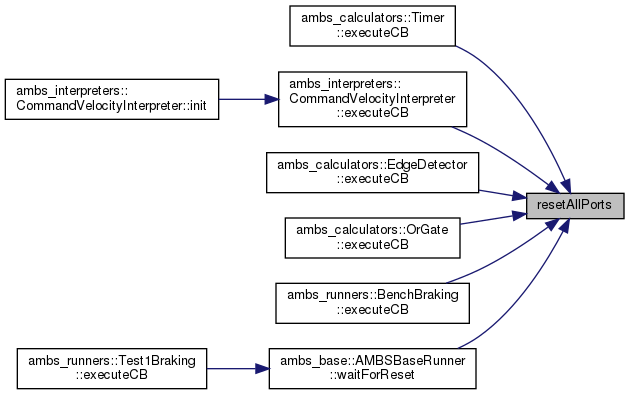 ambs_calculators::Timer
::executeCB
ambs_interpreters::
CommandVelocityInterpreter::init
ambs_interpreters::
CommandVelocityInterpreter
::executeCB
ambs_calculators::EdgeDetector
::executeCB
resetAllPorts
ambs_calculators::OrGate
::executeCB
ambs_runners::BenchBraking
::executeCB
ambs_runners::Test1Braking
::executeCB
ambs_base::AMBSBaseRunner
::waitForReset